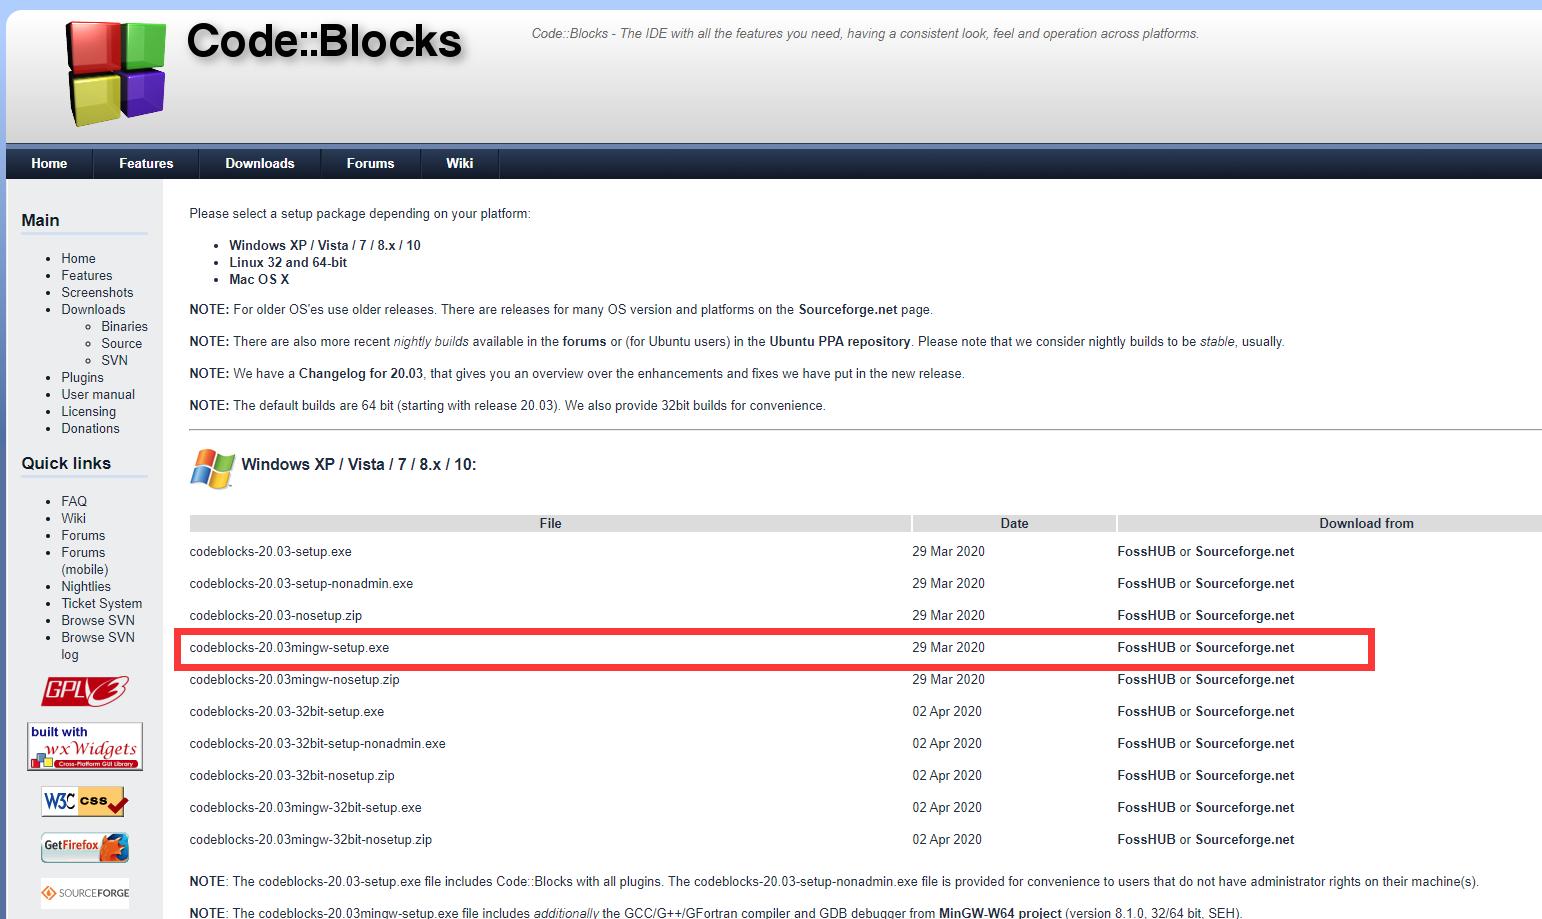 Code::Blocks
Code::Blocks - The IDE with all the features you need, having a consistent look, feel and operation across platforms.
Home Features Downloads Forums Wiki
Main
Home
Features
Screenshots
Downloads
Binaries
Source
SVN
Plugins
User manual
Licensing
Donations
Quick links
FAQ
Wiki
Forums
Forums
(mobile)
Nightlies
Ticket System
Browse SVN
Browse SVN
log
GPLv3
built with
wxWidgets
Cross-Platform GUI Library
W3C css
GetFirefox
SOURCEFORGE
Please select a setup package depending on your platform:
Windows XP / Vista / 7 / 8.x / 10
Linux 32 and 64-bit
Mac OS X
NOTE: For older OS'es use older releases. There are releases for many OS version and platforms on the Sourceforge.net page.
NOTE: There are also more recent nightly builds available in the forums or (for Ubuntu users) in the Ubuntu PPA repository. Please note that we consider nightly builds to be stable, usually.
NOTE: We have a Changelog for 20.03, that gives you an overview over the enhancements and fixes we have put in the new release.
NOTE: The default builds are 64 bit (starting with release 20.03). We also provide 32bit builds for convenience.
Windows XP / Vista / 7 / 8.x / 10:
File Date Download from
codeblocks-20.03-setup.exe 29 Mar 2020 FossHUB or Sourceforge.net
codeblocks-20.03-setup-nonadmin.exe 29 Mar 2020 FossHUB or Sourceforge.net
codeblocks-20.03-nosetup.zip 29 Mar 2020 FossHUB or Sourceforge.net
codeblocks-20.03mingw-setup.exe 29 Mar 2020 FossHUB or Sourceforge.net
codeblocks-20.03mingw-nosetup.zip 29 Mar 2020 FossHUB or Sourceforge.net
codeblocks-20.03-32bit-setup.exe 02 Apr 2020 FossHUB or Sourceforge.net
codeblocks-20.03-32bit-setup-nonadmin.exe 02 Apr 2020 FossHUB or Sourceforge.net
codeblocks-20.03-32bit-nosetup.zip 02 Apr 2020 FossHUB or Sourceforge.net
codeblocks-20.03mingw-32bit-setup.exe 02 Apr 2020 FossHUB or Sourceforge.net
codeblocks-20.03mingw-32bit-nosetup.zip 02 Apr 2020 FossHUB or Sourceforge.net
NOTE: The codeblocks-20.03-setup.exe file includes Code::Blocks with all plugins. The codeblocks-20.03-setup-nonadmin.exe file is provided for convenience to users that do not have administrator rights on their machine(s).
NOTE: The codeblocks-20.03mingw-setup.exe file includes additionally the GCC/G++/GFortran compiler and GDB debugger from MinGW-W64 project (version 8.1.0, 32/64 bit, SEH).